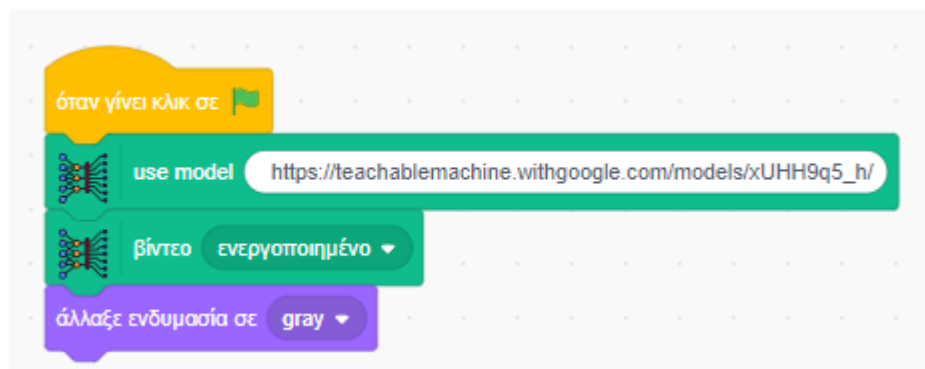 όταν γίνει κλικ σε
use model https://teachablemachine.withgoogle.com/models/xUHH9q5_h/
βίντεο ενεργοποιημένο
άλλαξε ενδυμασία σε gray